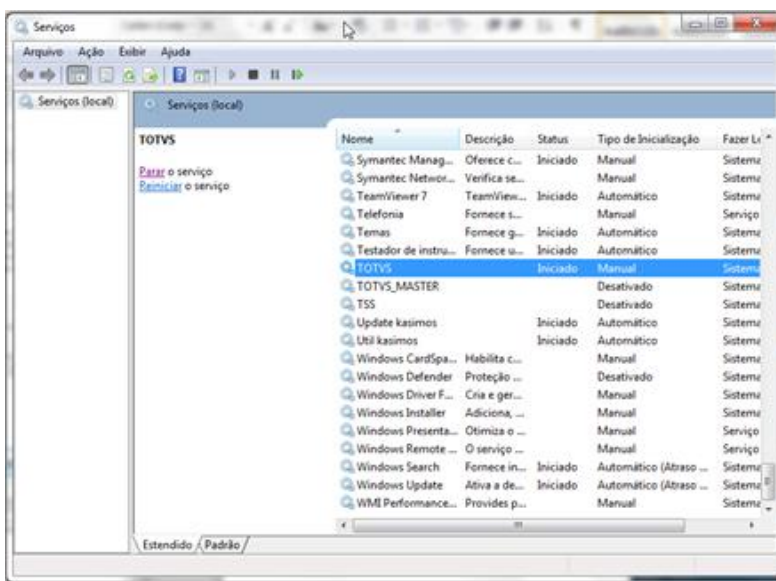 Serviços
Arquivo Ação Exibir Ajuda
Serviços (local)
Serviços (local)
TOTVS
Parar o serviço
Reiniciar o serviço
Nome Descrição Status Tipo de Inicialização Fazer Lo
Symantec Manag... Oferece c... Iniciado Manual Sistema
Symantec Networ... Verifica se... Manual Sistema
TeamViewer 7 TeamView... Iniciado Automático Sistema
Telefonia Fornece s... Manual Serviço
Temas Fornece g... Iniciado Automático Sistema
Testador de instru... Fornece u... Iniciado Automático Sistema
TOTVS Iniciado Manual Sistema
TOTVS_MASTER Desativado Sistema
TSS Desativado Sistema
Update kasimos Iniciado Automático Sistema
Util kasimos Iniciado Automático Sistema
Windows CardSpa... Habilita c... Manual Sistema
Windows Defender Proteção ... Desativado Sistema
Windows Driver F... Cria e ger... Manual Sistema
Windows Installer Adiciona, ... Manual Sistema
Windows Presenta... Otimiza o ... Manual Serviço
Windows Remote ... O serviço ... Manual Serviço
Windows Search Fornece in... Iniciado Automático (Atraso ... Sistema
Windows Update Ativa a de... Iniciado Automático (Atraso ... Sistema
WMI Performance... Provides p... Manual Sistema
Estendido Padrão